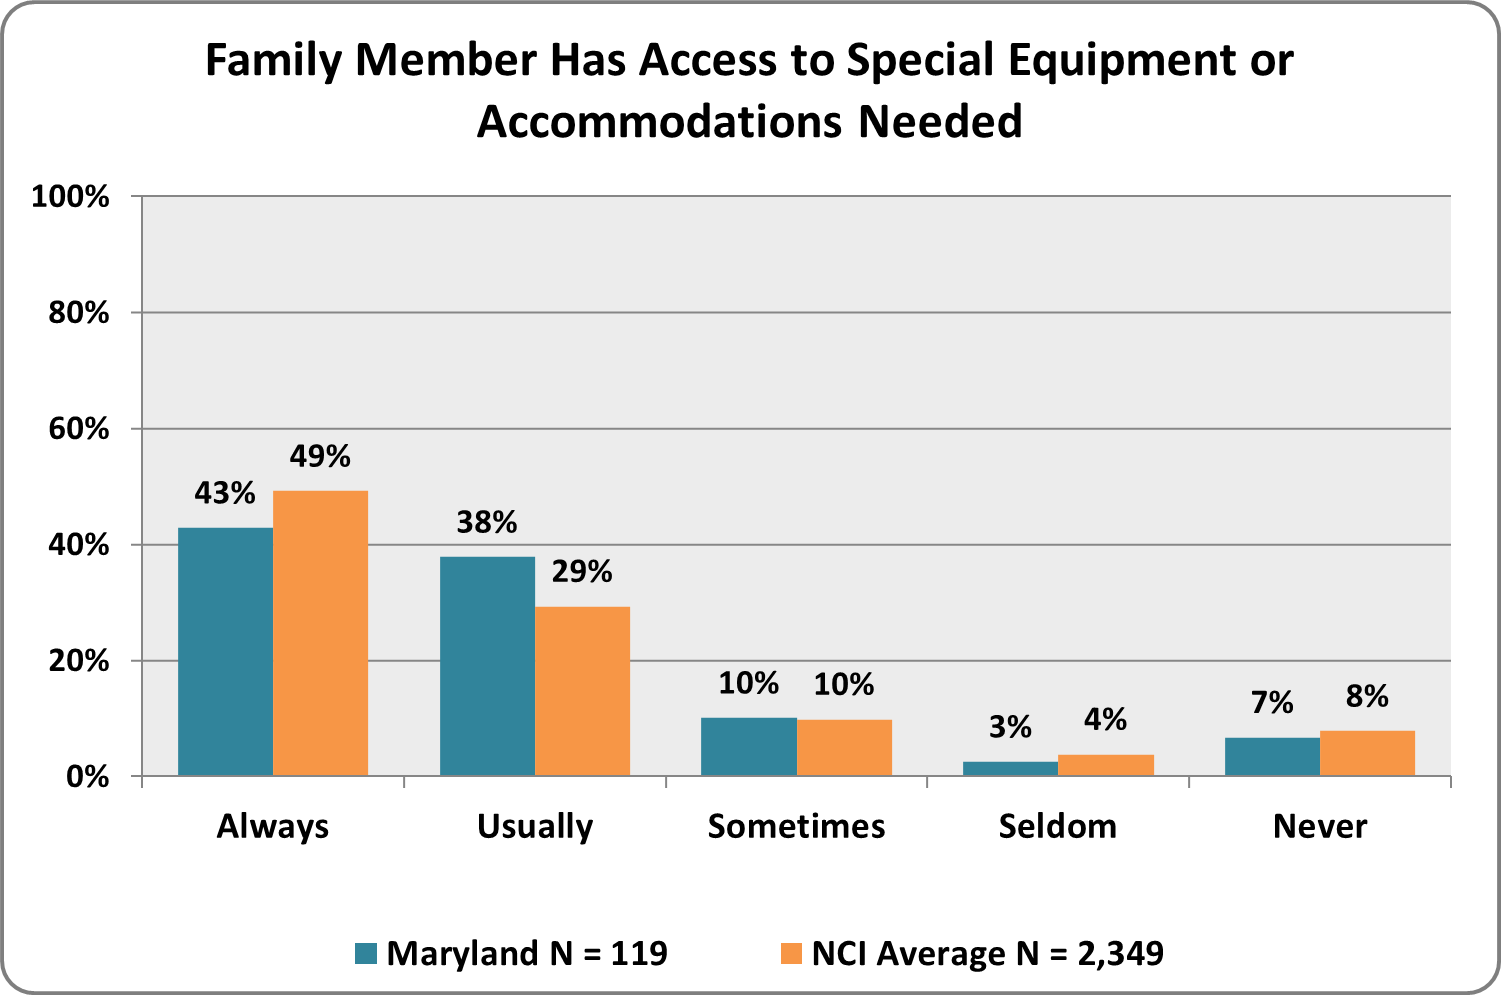 Family Member Has Access to Special Equipment or
Accommodations Needed
100%
80%
60%
40%
20%
0%
43%
49%
38%
29%
10%
10%
3%
4%
7%
8%
Always
Usually
Sometimes
Seldom
Never
Maryland N = 119
NCI Average N = 2,349